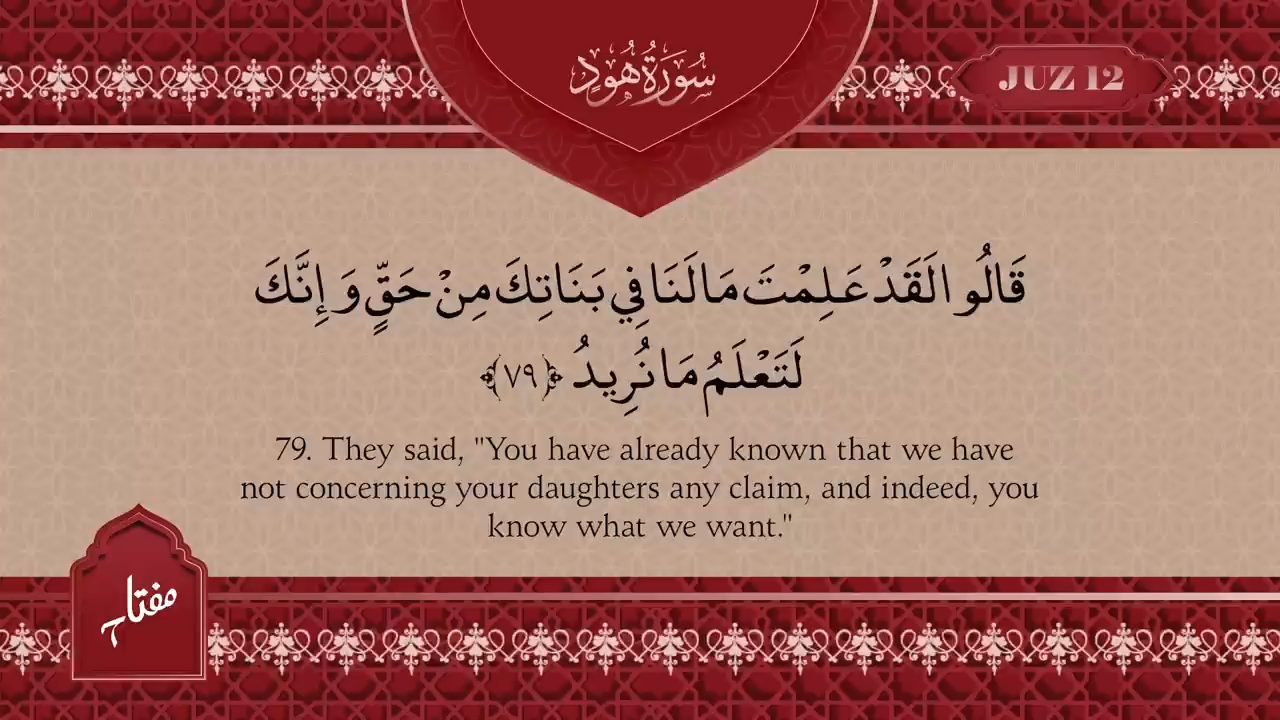 سُورَةُ هُودٍ
JUZ 12
قَالُوا لَقَدْ عَلِمْتَ مَا لَنَا فِي بَنَاتِكَ مِنْ حَقٍّ وَإِنَّكَ
لَتَعْلَمُ مَا نُرِيدُ ﴿٧٩﴾
79. They said, "You have already known that we have
not concerning your daughters any claim, and indeed, you
know what we want."
مفتاح